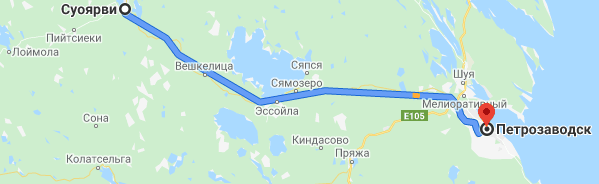 Суоярви
Пийтсиеки
Лоймола
Вешкелица
Сяпся
Сямозеро
Шуя
Мелиоративный
Эссойла
E105
Сона
Петрозаводск
Киндасово
Пряжа
Колатсельга